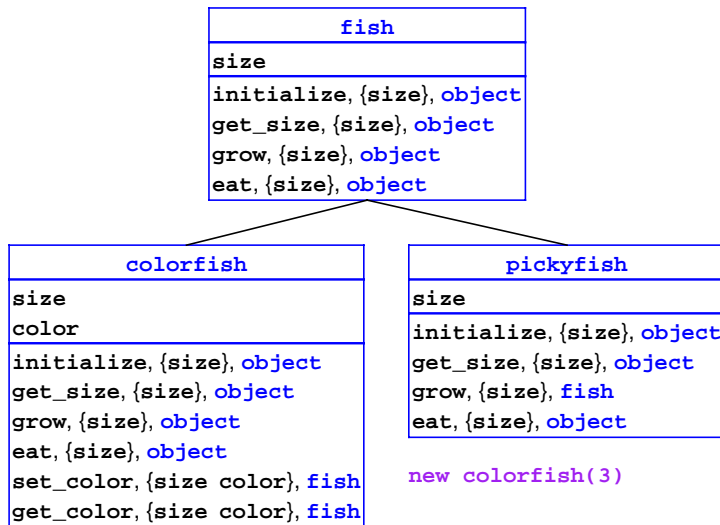 fish
size
initialize, {size}, object
get_size, {size}, object
grow, {size}, object
eat, {size}, object
colorfish
size
color
initialize, {size}, object
get_size, {size}, object
grow, {size}, object
eat, {size}, object
set_color, {size color}, fish
get_color, {size color}, fish
pickyfish
size
initialize, {size}, object
get_size, {size}, object
grow, {size}, fish
eat, {size}, object
new colorfish(3)